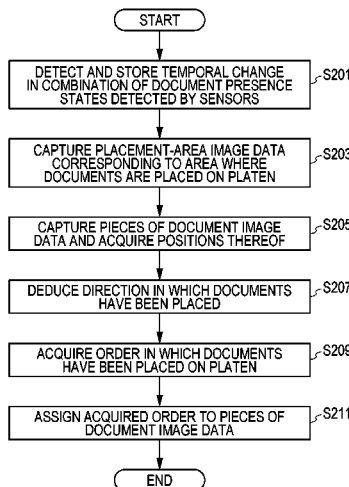 START
DETECT AND STORE TEMPORAL CHANGE
IN COMBINATION OF DOCUMENT PRESENCE
STATES DETECTED BY SENSORS
S201
CAPTURE PLACEMENT-AREA IMAGE DATA
CORRESPONDING TO AREA WHERE
DOCUMENTS ARE PLACED ON PLATEN
S203
CAPTURE PIECES OF DOCUMENT IMAGE
DATA AND ACQUIRE POSITIONS THEREOF
S205
DEDUCE DIRECTION IN WHICH DOCUMENTS
HAVE BEEN PLACED
S207
ACQUIRE ORDER IN WHICH DOCUMENTS
HAVE BEEN PLACED ON PLATEN
S209
ASSIGN ACQUIRED ORDER TO PIECES OF
DOCUMENT IMAGE DATA
S211
END